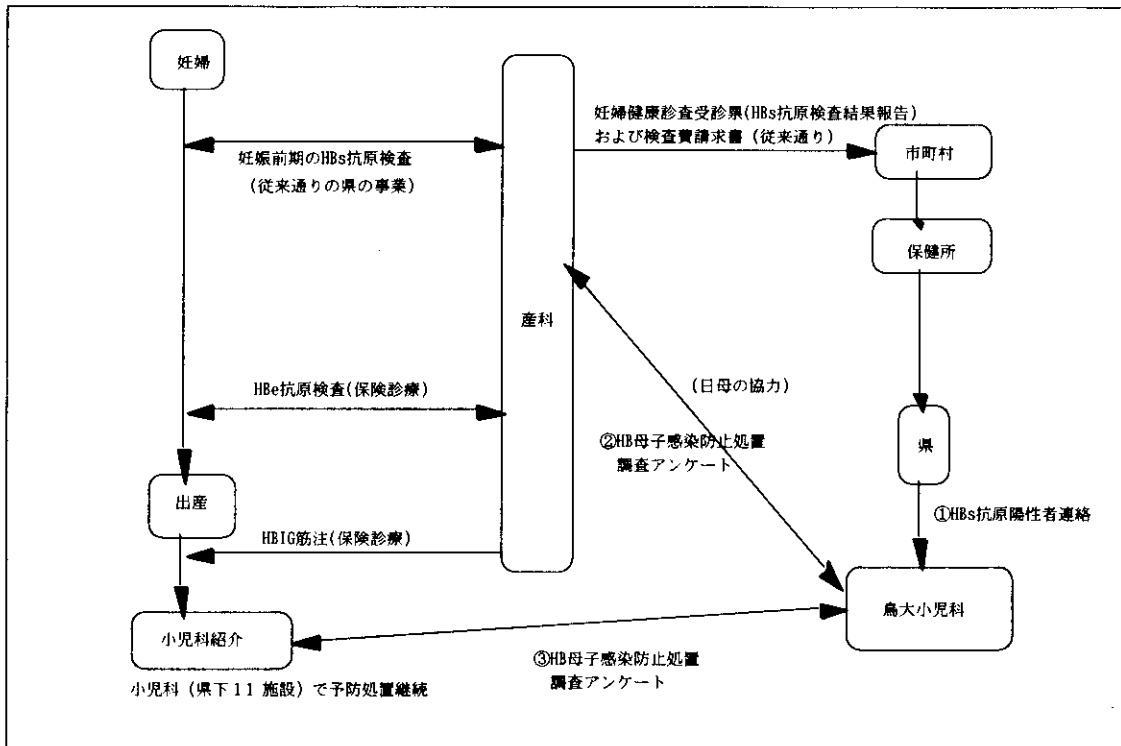 妊婦
妊婦健康診査受診票(HBs抗原検査結果報告)
および検査費請求書(従来通り)
市町村
妊娠前期のHBs抗原検査
(従来通りの県の事業)
保健所
産科
HBe抗原検査(保険診療)
(日母の協力)
②HB母子感染防止処置
調査アンケート
県
出産
①HBs抗原陽性者連絡
HBIG筋注(保険診療)
鳥大小児科
小児科紹介
③HB母子感染防止処置
調査アンケート
小児科(県下11 施設)で予防処置継続